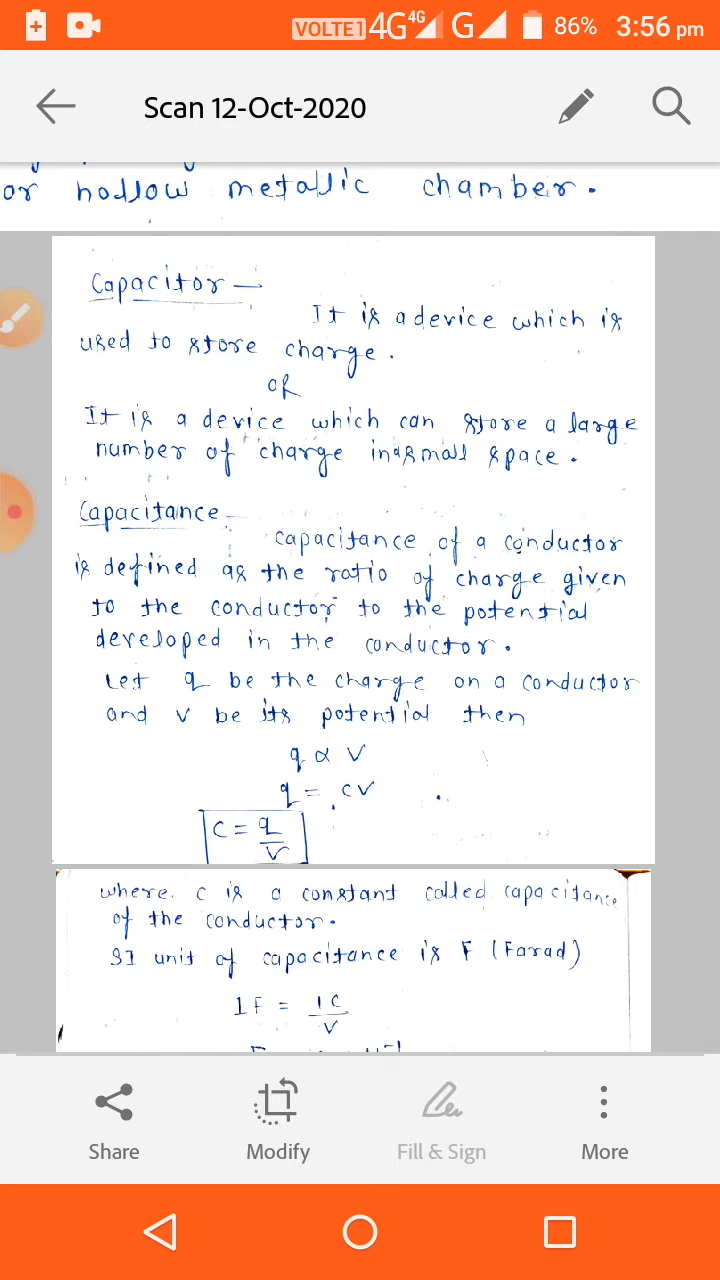 VOLTE1 4G 4G G 86% 3:56 pm
Scan 12-Oct-2020
or hollow metallic chamber.
Capacitor -
It is a device which is
used to store charge.
OR
It is a device which can store a large
number of charge in a small space.
Capacitance -
capacitance of a conductor
is defined as the ratio of charge given
to the conductor to the potential
developed in the conductor.
Let q be the charge on a conductor
and v be its potential then
q ∝ V
q = CV
C = q/V
where. C is a constant called capacitance
of the conductor.
SI unit of capacitance is F (Farad)
1F = 1C/V
Share Modify Fill & Sign More